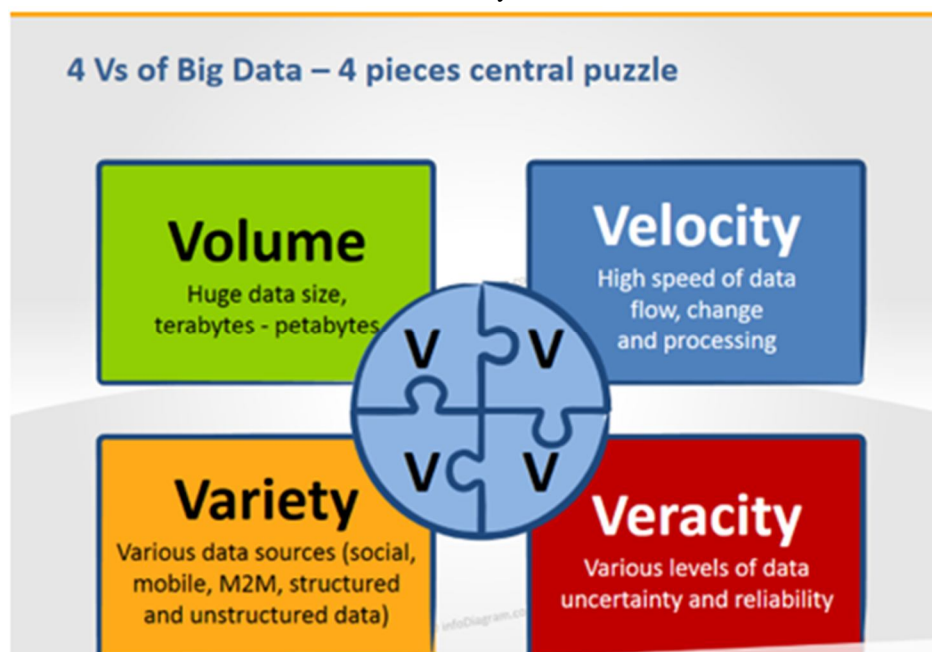 4 Vs of Big Data – 4 pieces central puzzle
Volume
Huge data size,
terabytes - petabytes
Velocity
High speed of data
flow, change
and processing
V V
V V
Variety
Various data sources (social,
mobile, M2M, structured
and unstructured data)
Veracity
Various levels of data
uncertainty and reliability
© infoDiagram.co